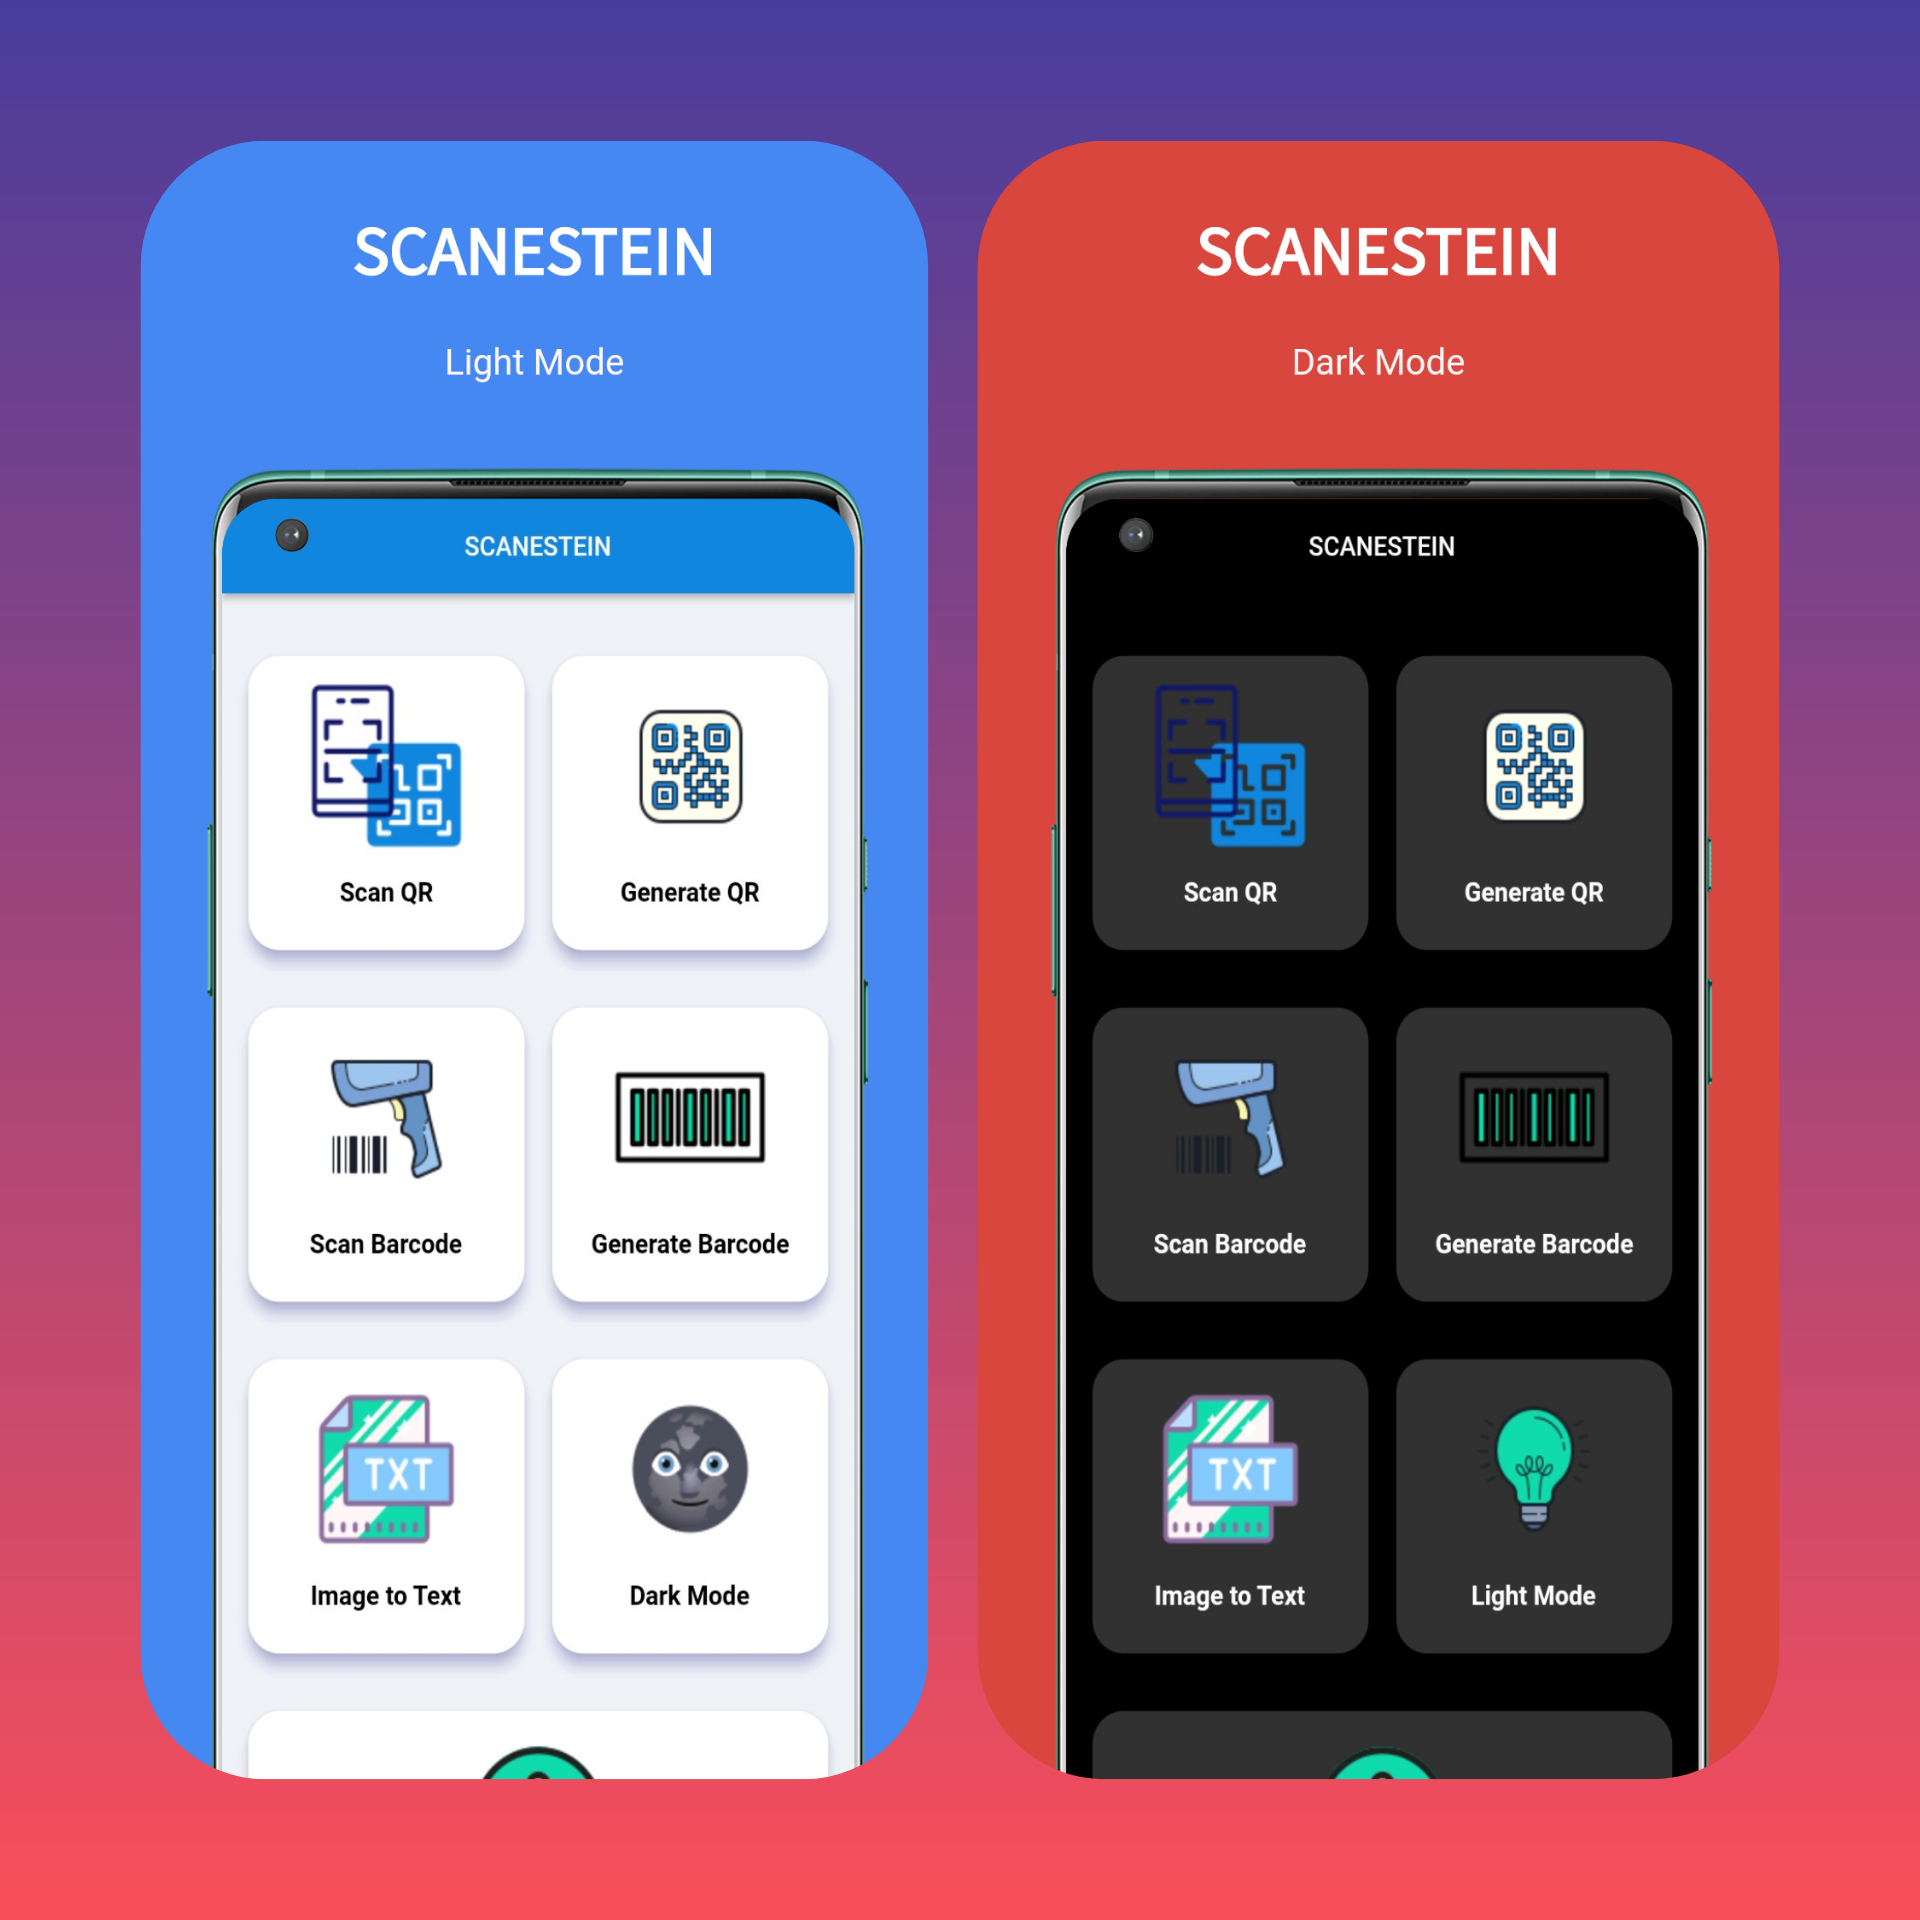 SCANESTEIN
Light Mode
SCANESTEIN
Scan QR
Generate QR
Scan Barcode
Generate Barcode
TXT
Image to Text
Dark Mode
SCANESTEIN
Dark Mode
SCANESTEIN
Scan QR
Generate QR
Scan Barcode
Generate Barcode
TXT
Image to Text
Light Mode